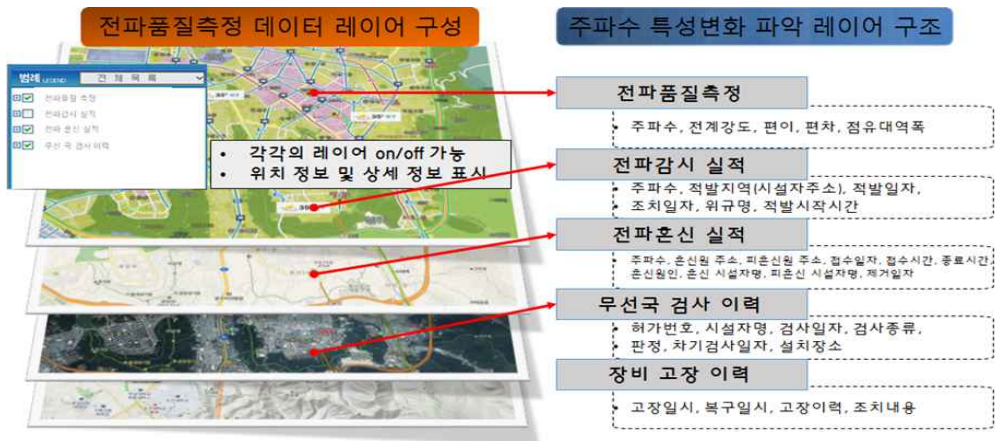 전파품질측정 데이터 레이어 구성
주파수 특성변화 파악 레이어 구조
범례 LEGEND
전 체 목 록
전파품질 측정
전파감시 실적
전파 혼신 실적
무선 국 검사 이력
• 각각의 레이어 on/off 가능
• 위치 정보 및 상세 정보 표시
전파품질측정
• 주파수, 전계강도, 편이, 편차, 점유대역폭
전파감시 실적
• 주파수, 적발지역(시설자주소), 적발일자,
• 조치일자, 위규명, 적발시작시간
전파혼신 실적
주파수, 혼신원 주소, 피혼신원 주소, 접수일자, 접수시간, 종료시간
혼신원인, 혼신 시설자명, 피혼신 시설자명, 제거일자
무선국 검사 이력
• 허가번호, 시설자명, 검사일자, 검사종류,
• 판정, 차기검사일자, 설치장소
장비 고장 이력
• 고장일시, 복구일시, 고장이력, 조치내용